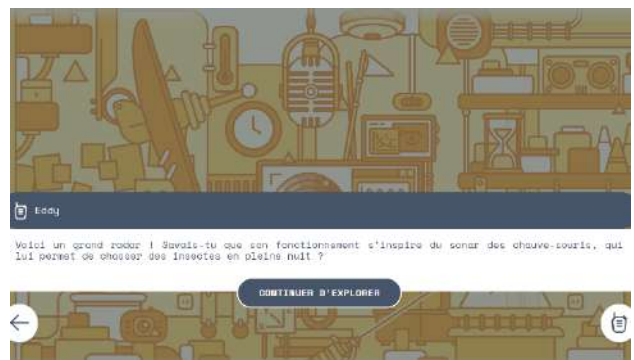 Eddy
Voici un grand radar ! Savais-tu que son fonctionnement s'inspire du sonar des chauve-souris, qui
lui permet de chasser des insectes en pleine nuit ?
CONTINUER D'EXPLORER